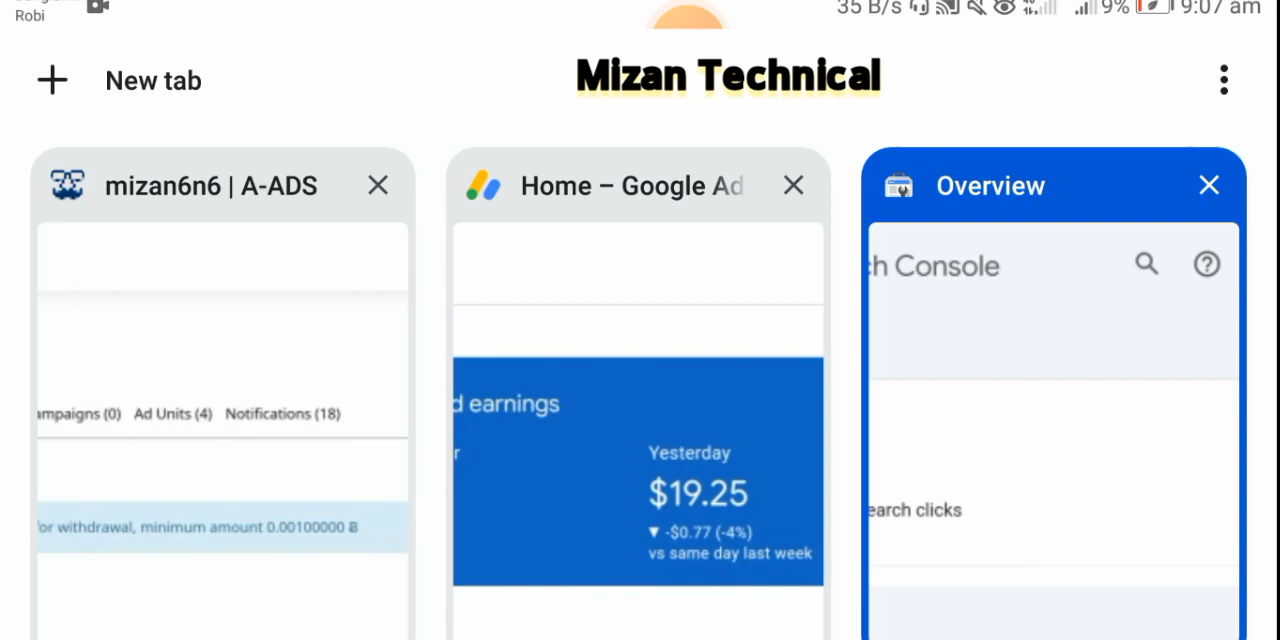 Robi
35 B/s
9%
9:07 am
New tab
Mizan Technical
mizan6n6 | A-ADS
Home – Google Ad
Overview
h Console
mpaigns (0) Ad Units (4) Notifications (18)
d earnings
r
Yesterday
$19.25
▼ -$0.77 (-4%)
vs same day last week
earch clicks
or withdrawal, minimum amount 0.00100000 Ƀ